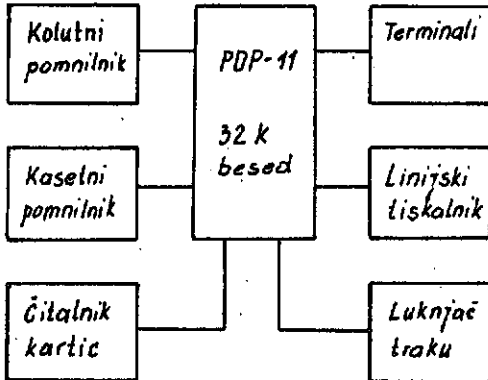 Kolutni
pomnilnik
PDP-11
32 k
besed
Terminali
Kasetni
pomnilnik
Linijski
tiskalnik
Čitalnik
kartic
Luknjač
traku